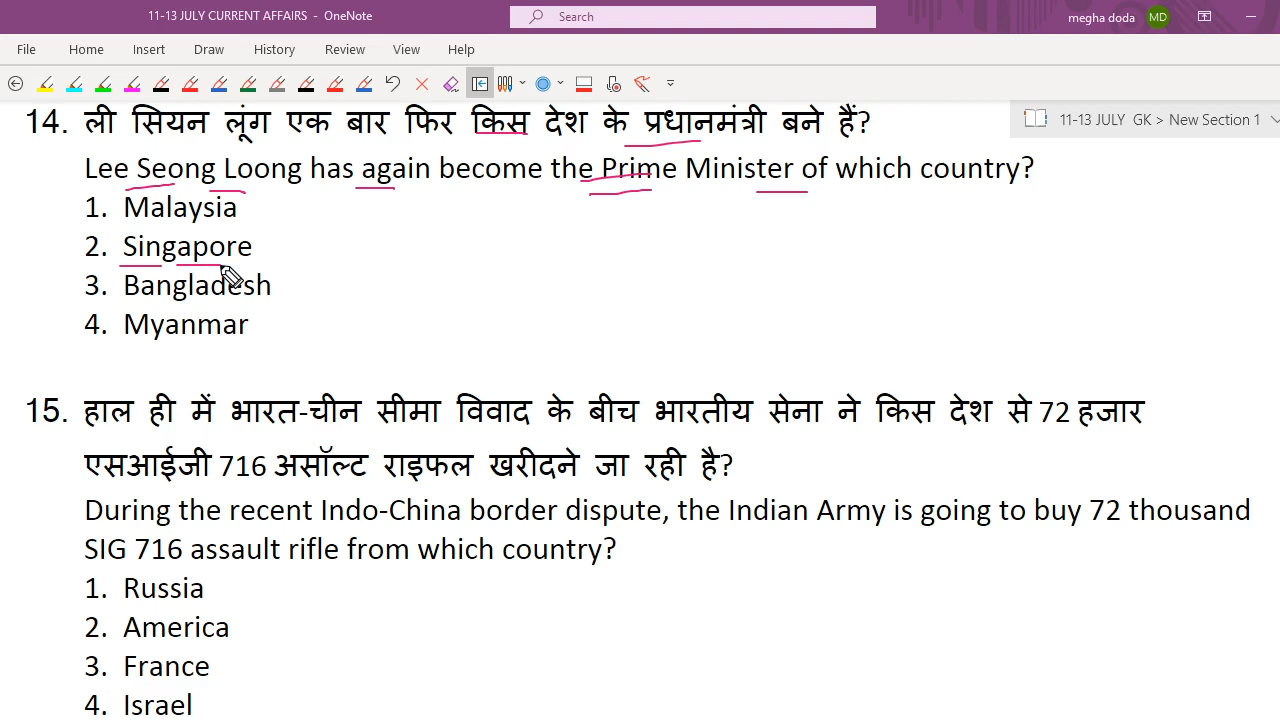 11-13 JULY CURRENT AFFAIRS - OneNote
Search
megha doda MD
File Home Insert Draw History Review View Help
14. ली सियन लूंग एक बार फिर किस देश के प्रधानमंत्री बने हैं?
11-13 JULY GK > New Section 1
Lee Seong Loong has again become the Prime Minister of which country?
1. Malaysia
2. Singapore
3. Bangladesh
4. Myanmar
15. हाल ही में भारत-चीन सीमा विवाद के बीच भारतीय सेना ने किस देश से 72 हजार
एसआईजी 716 असॉल्ट राइफल खरीदने जा रही है?
During the recent Indo-China border dispute, the Indian Army is going to buy 72 thousand
SIG 716 assault rifle from which country?
1. Russia
2. America
3. France
4. Israel